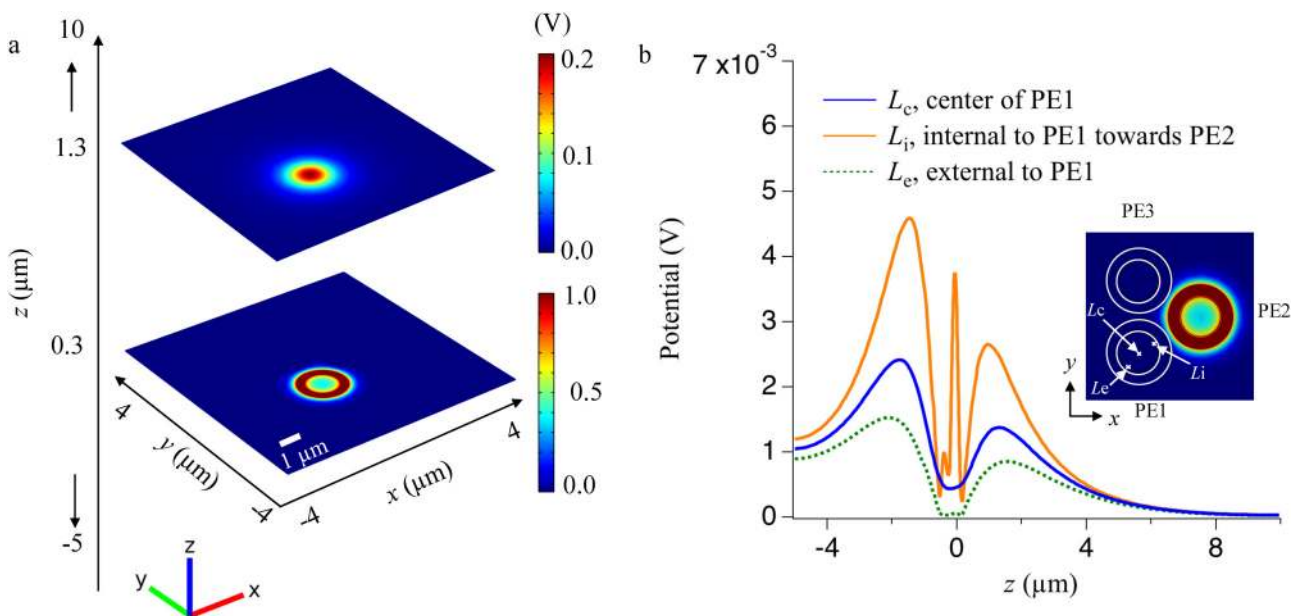 a
10
1.3
0.3
-5
z (µm)
(V)
0.2
0.1
0.0
1.0
0.5
0.0
1 µm
4
y (µm)
-4
-4
x (µm)
4
z
y
x
b
7 x10⁻³
6
5
4
3
2
1
0
Potential (V)
Lc, center of PE1
Li, internal to PE1 towards PE2
Le, external to PE1
PE3
Lc
PE2
Le
Li
y
x
PE1
-4
0
4
8
z (µm)